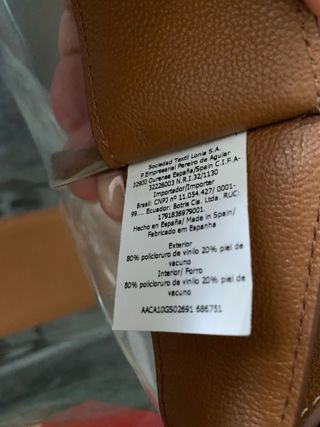 Sociedad Textil Lonia S.A.
P.Empresarial Pereiro de Aguiar
32900 Ourense España/Spain C.I.F A-
32226003 N.R.I.32/1130
Importador/Importer
Brasil: CNPJ nº 11.054.427/ 0001-
99.... Ecuador: Botris Cia. Ltda. RUC:
1791836979001.
Hecho en España/ Made in Spain/
Fabricado em Espanha
Exterior
80% policloruro de vinilo 20% piel de
vacuno
Interior/ Forro
80% policloruro de vinilo 20% piel de
vacuno
AACA10GS02691 686751